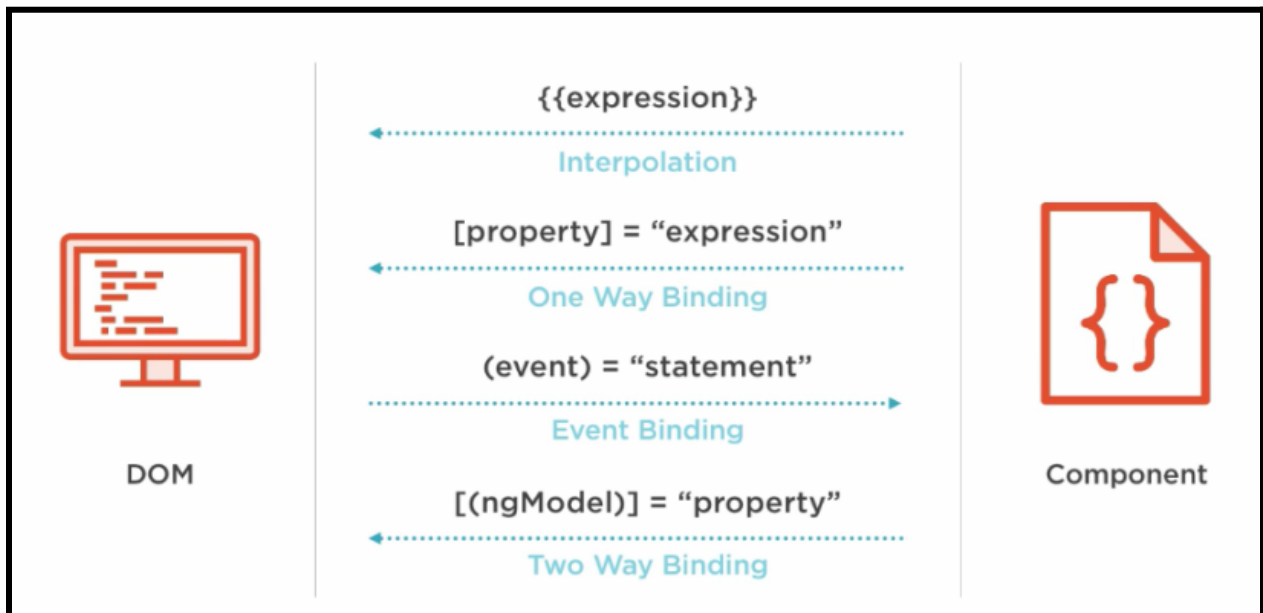 {{expression}}
Interpolation
[property] = “expression”
One Way Binding
(event) = “statement”
Event Binding
DOM
Component
[(ngModel)] = “property”
Two Way Binding